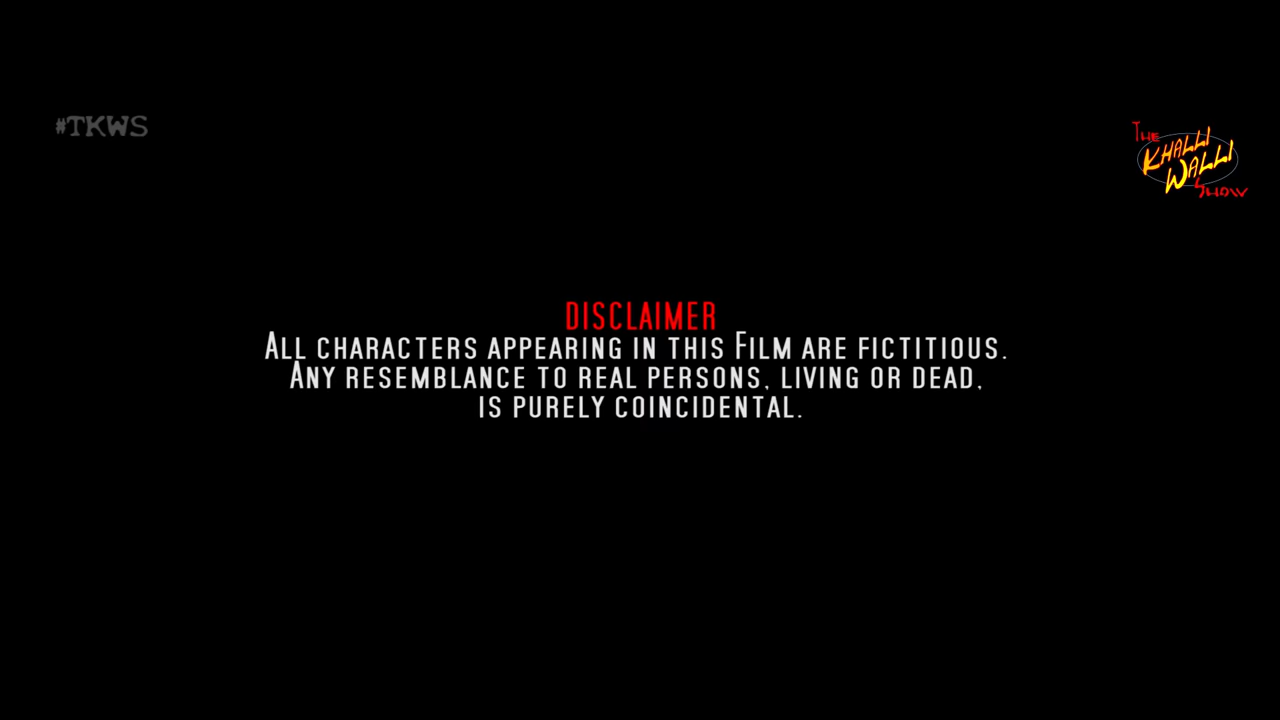 #TKWS
THE
KHALLI
WALLI
SHOW
DISCLAIMER
ALL CHARACTERS APPEARING IN THIS FILM ARE FICTITIOUS.
ANY RESEMBLANCE TO REAL PERSONS, LIVING OR DEAD,
IS PURELY COINCIDENTAL.